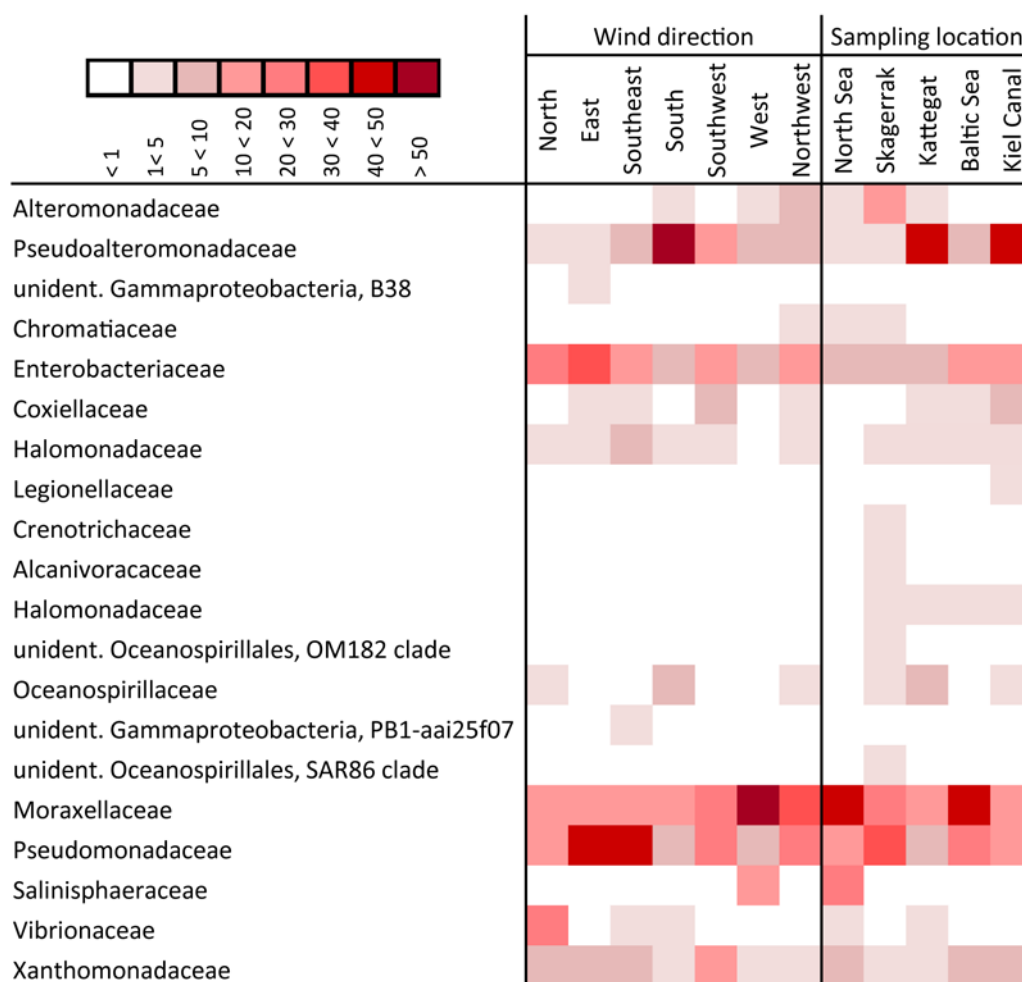 Wind direction Sampling location
North East Southeast South Southwest West Northwest North Sea Skagerrak Kattegat Baltic Sea Kiel Canal
< 1 1< 5 5 < 10 10 < 20 20 < 30 30 < 40 40 < 50 > 50
Alteromonadaceae
Pseudoalteromonadaceae
unident. Gammaproteobacteria, B38
Chromatiaceae
Enterobacteriaceae
Coxiellaceae
Halomonadaceae
Legionellaceae
Crenotrichaceae
Alcanivoracaceae
Halomonadaceae
unident. Oceanospirillales, OM182 clade
Oceanospirillaceae
unident. Gammaproteobacteria, PB1-aai25f07
unident. Oceanospirillales, SAR86 clade
Moraxellaceae
Pseudomonadaceae
Salinisphaeraceae
Vibrionaceae
Xanthomonadaceae